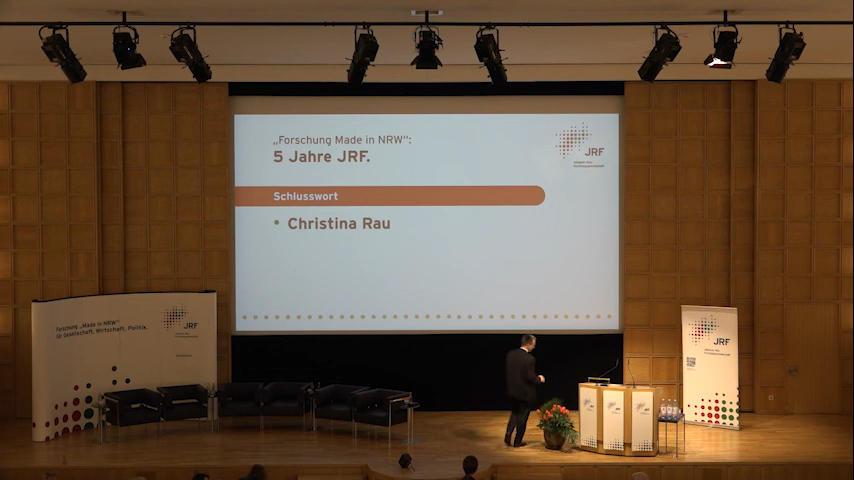 „Forschung Made in NRW“:
5 Jahre JRF.
JRF
Schlusswort
• Christina Rau
Forschung „Made in NRW“
für Gesellschaft, Wirtschaft, Politik.
JRF
JRF
JRF